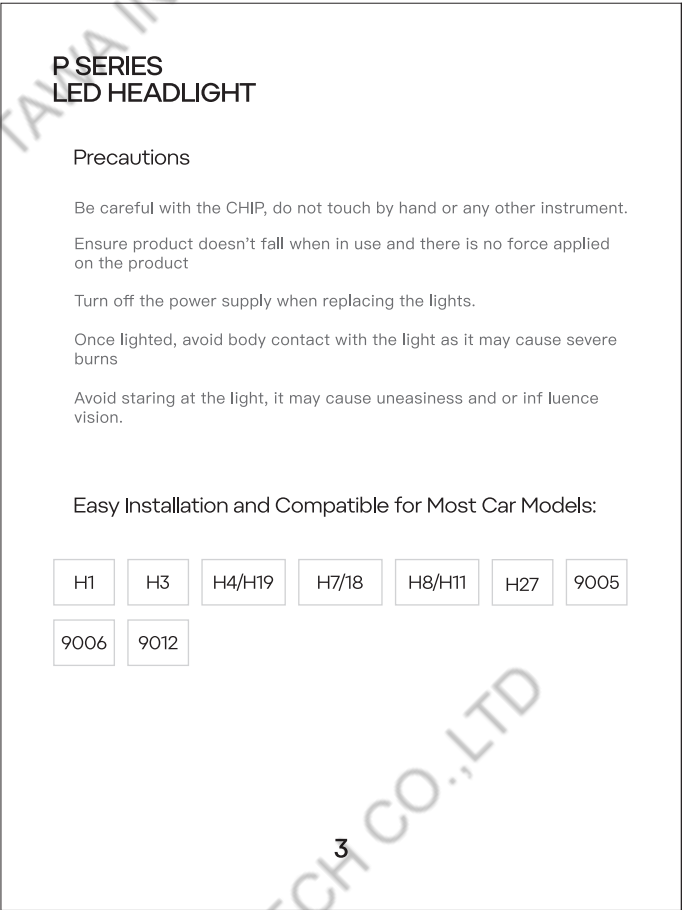 P SERIES
LED HEADLIGHT
Precautions
Be careful with the CHIP, do not touch by hand or any other instrument.
Ensure product doesn't fall when in use and there is no force applied
on the product
Turn off the power supply when replacing the lights.
Once lighted, avoid body contact with the light as it may cause severe
burns
Avoid staring at the light, it may cause uneasiness and or inf luence
vision.
Easy Installation and Compatible for Most Car Models:
H1 H3 H4/H19 H7/18 H8/H11 H27 9005
9006 9012
CO.,LTD
3